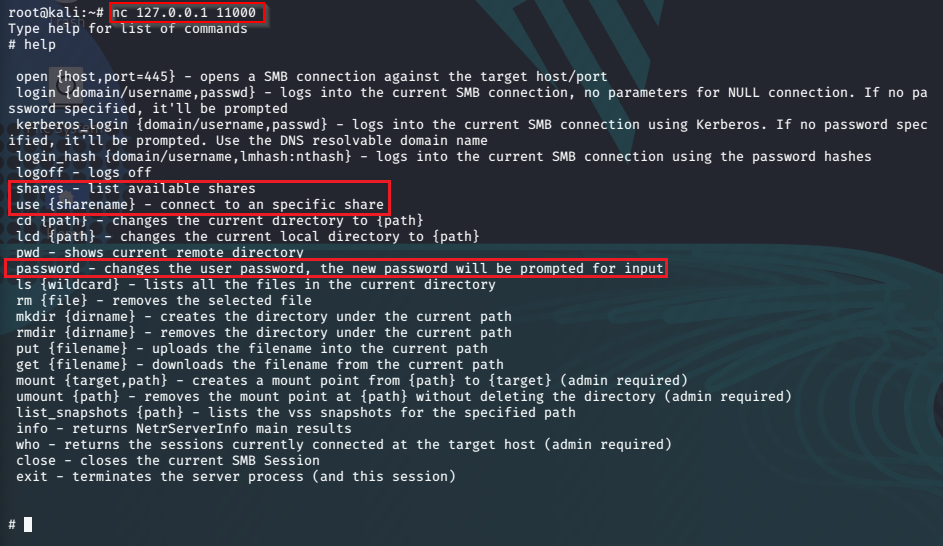 root@kali:~# nc 127.0.0.1 11000
Type help for list of commands
# help
open {host,port=445} - opens a SMB connection against the target host/port
login {domain/username,passwd} - logs into the current SMB connection, no parameters for NULL connection. If no pa
ssword specified, it'll be prompted
kerberos_login {domain/username,passwd} - logs into the current SMB connection using Kerberos. If no password spec
ified, it'll be prompted. Use the DNS resolvable domain name
login_hash {domain/username,lmhash:nthash} - logs into the current SMB connection using the password hashes
logoff - logs off
shares - list available shares
use {sharename} - connect to an specific share
cd {path} - changes the current directory to {path}
lcd {path} - changes the current local directory to {path}
pwd - shows current remote directory
password - changes the user password, the new password will be prompted for input
ls {wildcard} - lists all the files in the current directory
rm {file} - removes the selected file
mkdir {dirname} - creates the directory under the current path
rmdir {dirname} - removes the directory under the current path
put {filename} - uploads the filename into the current path
get {filename} - downloads the filename from the current path
mount {target,path} - creates a mount point from {path} to {target} (admin required)
umount {path} - removes the mount point at {path} without deleting the directory (admin required)
list_snapshots {path} - lists the vss snapshots for the specified path
info - returns NetrServerInfo main results
who - returns the sessions currently connected at the target host (admin required)
close - closes the current SMB Session
exit - terminates the server process (and this session)
#